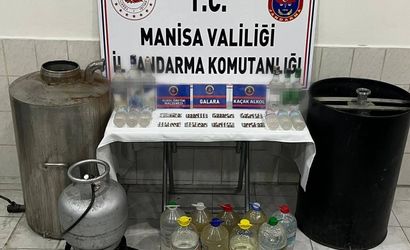 T.C.
MANİSA VALİLİĞİ
İL JANDARMA KOMUTANLIĞI
GALARA
KAÇAK ALKOL